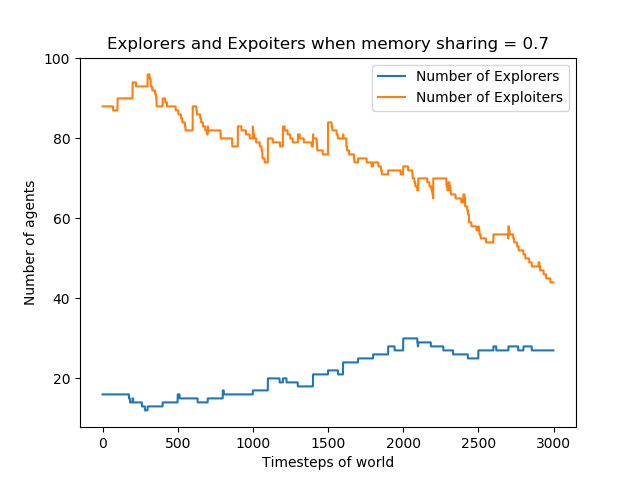 Explorers and Expoiters when memory sharing = 0.7
Number of Explorers
Number of Exploiters
Number of agents
100
80
60
40
20
0 500 1000 1500 2000 2500 3000
Timesteps of world